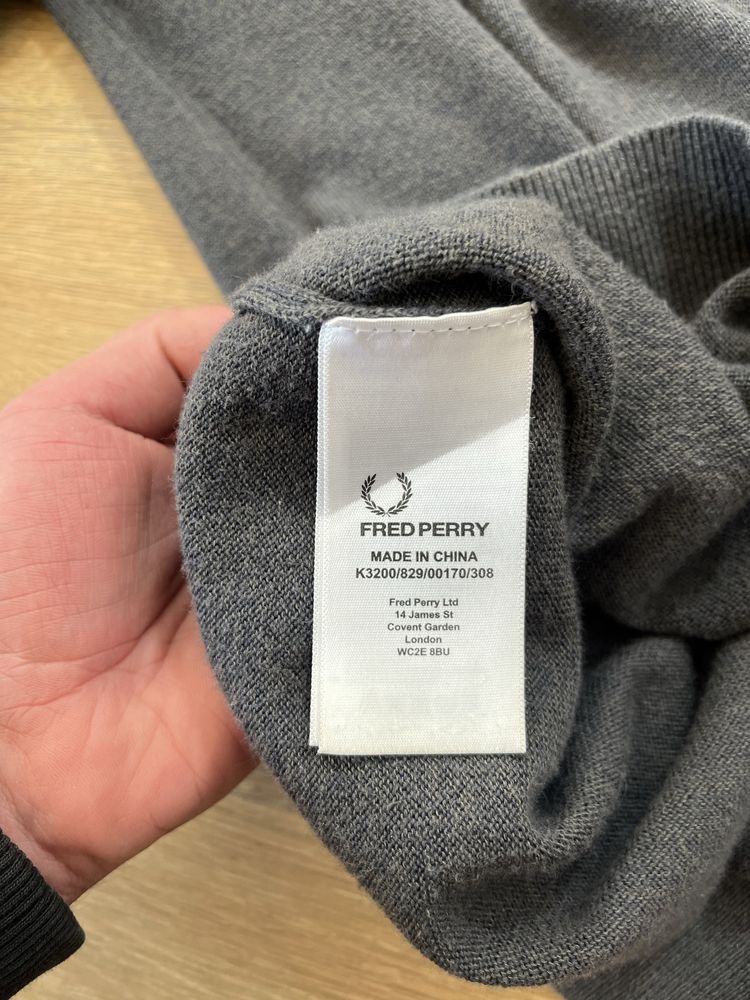 FRED PERRY
MADE IN CHINA
K3200/829/00170/308
Fred Perry Ltd
14 James St
Covent Garden
London
WC2E 8BU